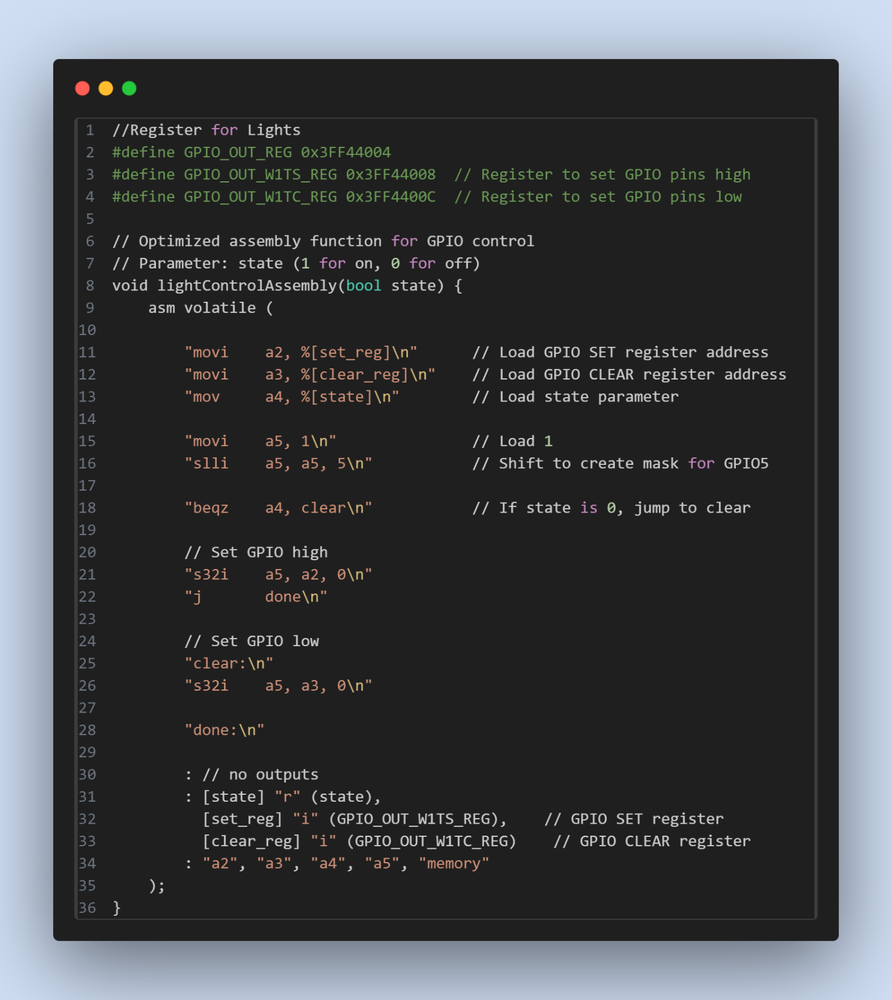 1 //Register for Lights
2 #define GPIO_OUT_REG 0x3FF44004
3 #define GPIO_OUT_W1TS_REG 0x3FF44008  // Register to set GPIO pins high
4 #define GPIO_OUT_W1TC_REG 0x3FF4400C  // Register to set GPIO pins low
5
6 // Optimized assembly function for GPIO control
7 // Parameter: state (1 for on, 0 for off)
8 void lightControlAssembly(bool state) {
9     asm volatile (
10
11         "movi    a2, %[set_reg]\n"      // Load GPIO SET register address
12         "movi    a3, %[clear_reg]\n"    // Load GPIO CLEAR register address
13         "mov     a4, %[state]\n"        // Load state parameter
14
15         "movi    a5, 1\n"               // Load 1
16         "slli    a5, a5, 5\n"           // Shift to create mask for GPIO5
17
18         "beqz    a4, clear\n"           // If state is 0, jump to clear
19
20         // Set GPIO high
21         "s32i    a5, a2, 0\n"
22         "j       done\n"
23
24         // Set GPIO low
25         "clear:\n"
26         "s32i    a5, a3, 0\n"
27
28         "done:\n"
29
30         : // no outputs
31         : [state] "r" (state),
32           [set_reg] "i" (GPIO_OUT_W1TS_REG),    // GPIO SET register
33           [clear_reg] "i" (GPIO_OUT_W1TC_REG)    // GPIO CLEAR register
34         : "a2", "a3", "a4", "a5", "memory"
35     );
36 }